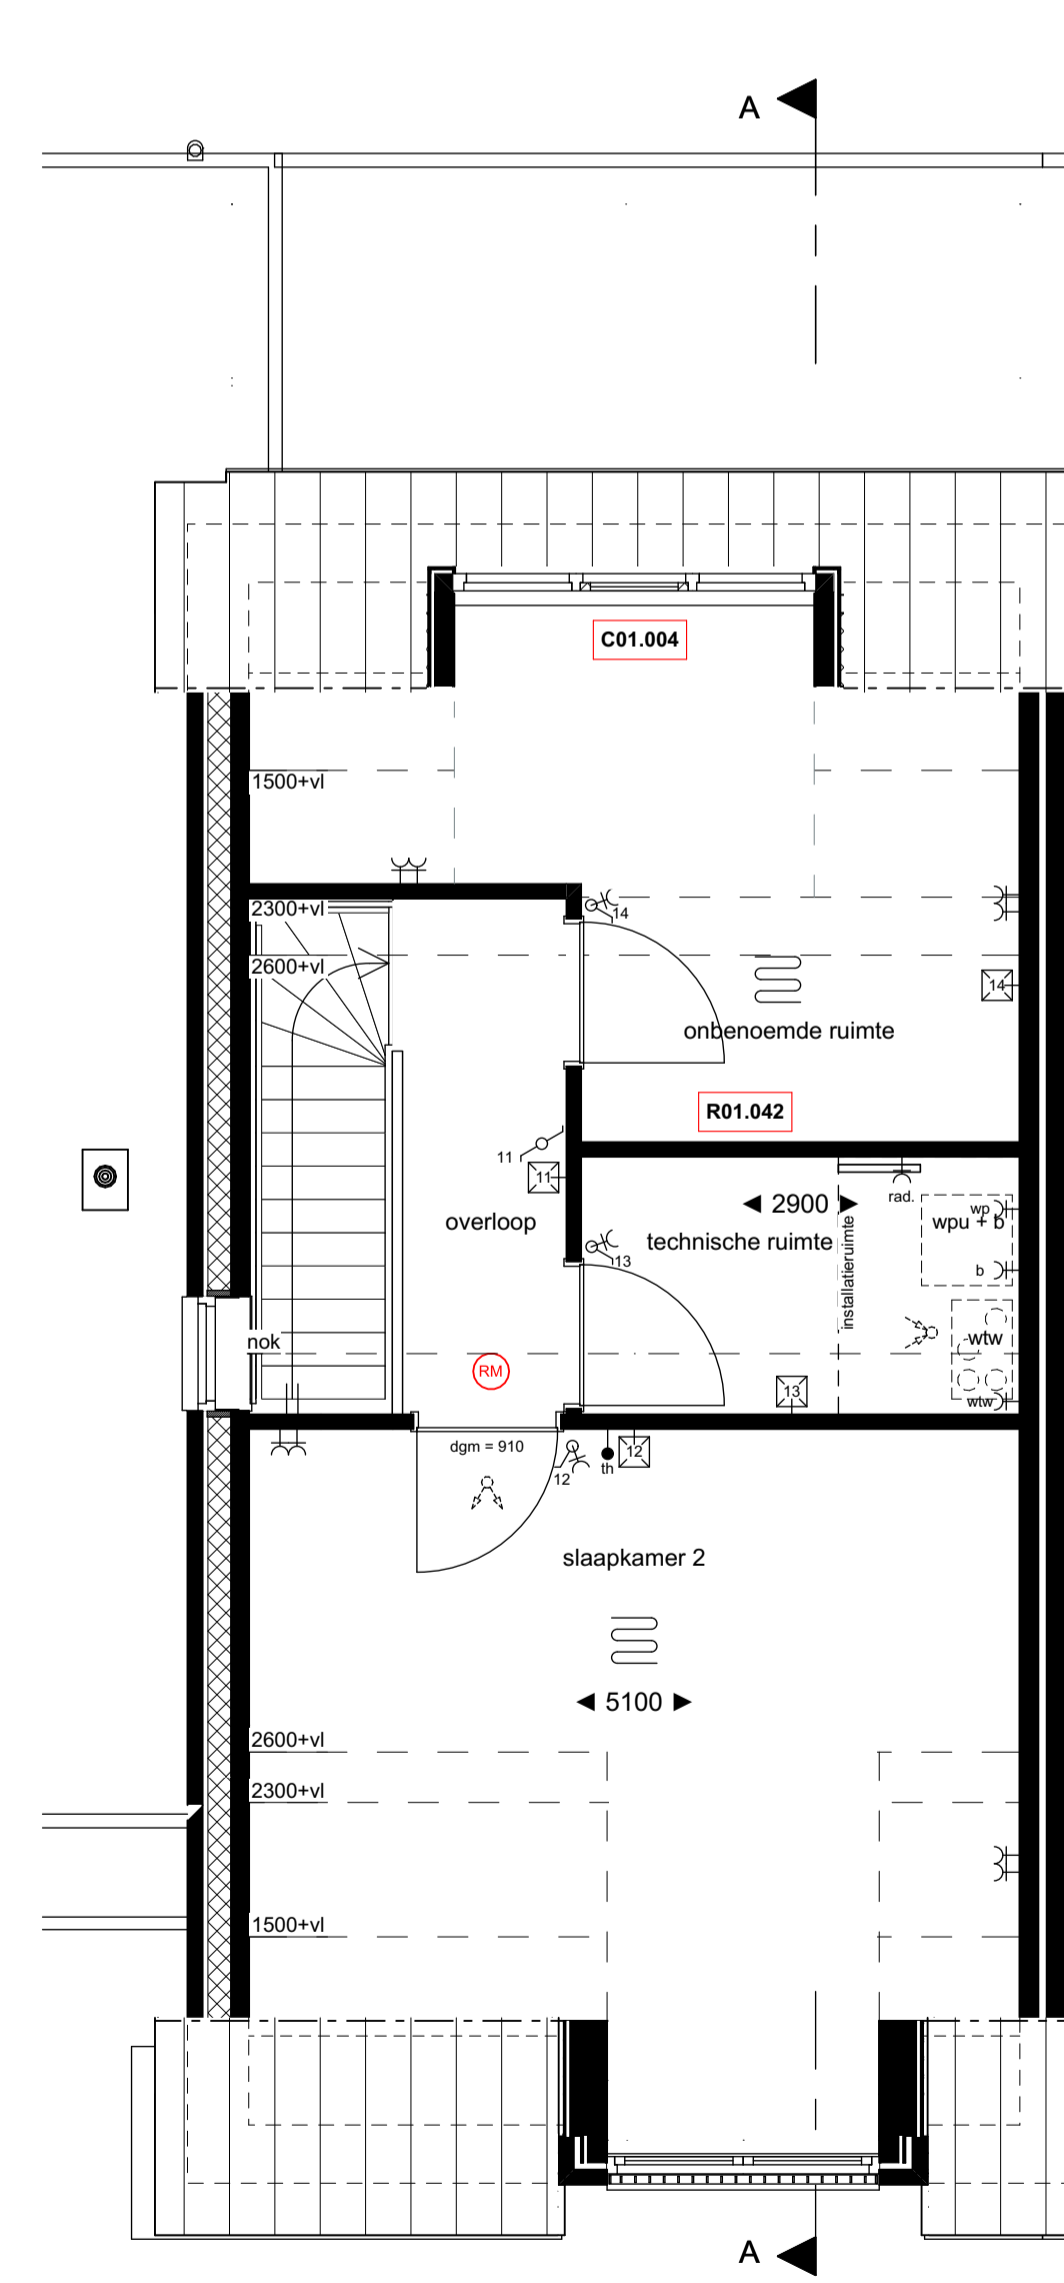 A
C01.004
1500+vl
2300+vl
14
2600+vl
14
onbenoemde ruimte
R01.042
11
11
rad.
2900
wp
overloop
wpu + b
technische ruimte
13
installatieruimte
b
nok
wtw
RM
13
wtw
dgm = 910
12
th
12
slaapkamer 2
5100
2600+vl
2300+vl
1500+vl
A